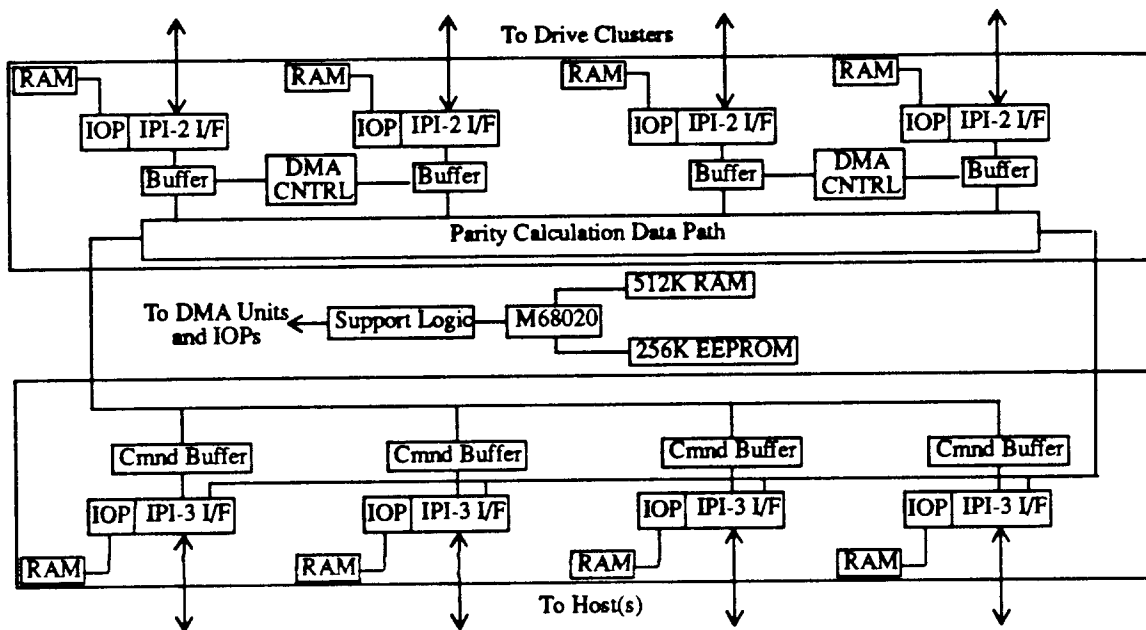 To Drive Clusters
RAM RAM RAM RAM
IOP IPI-2 I/F IOP IPI-2 I/F IOP IPI-2 I/F IOP IPI-2 I/F
Buffer DMA CNTRL Buffer Buffer DMA CNTRL Buffer
Parity Calculation Data Path
512K RAM
To DMA Units and IOPs
Support Logic
M68020
256K EEPROM
Cmnd Buffer Cmnd Buffer Cmnd Buffer Cmnd Buffer
IOP IPI-3 I/F IOP IPI-3 I/F IOP IPI-3 I/F IOP IPI-3 I/F
RAM RAM RAM RAM
To Host(s)